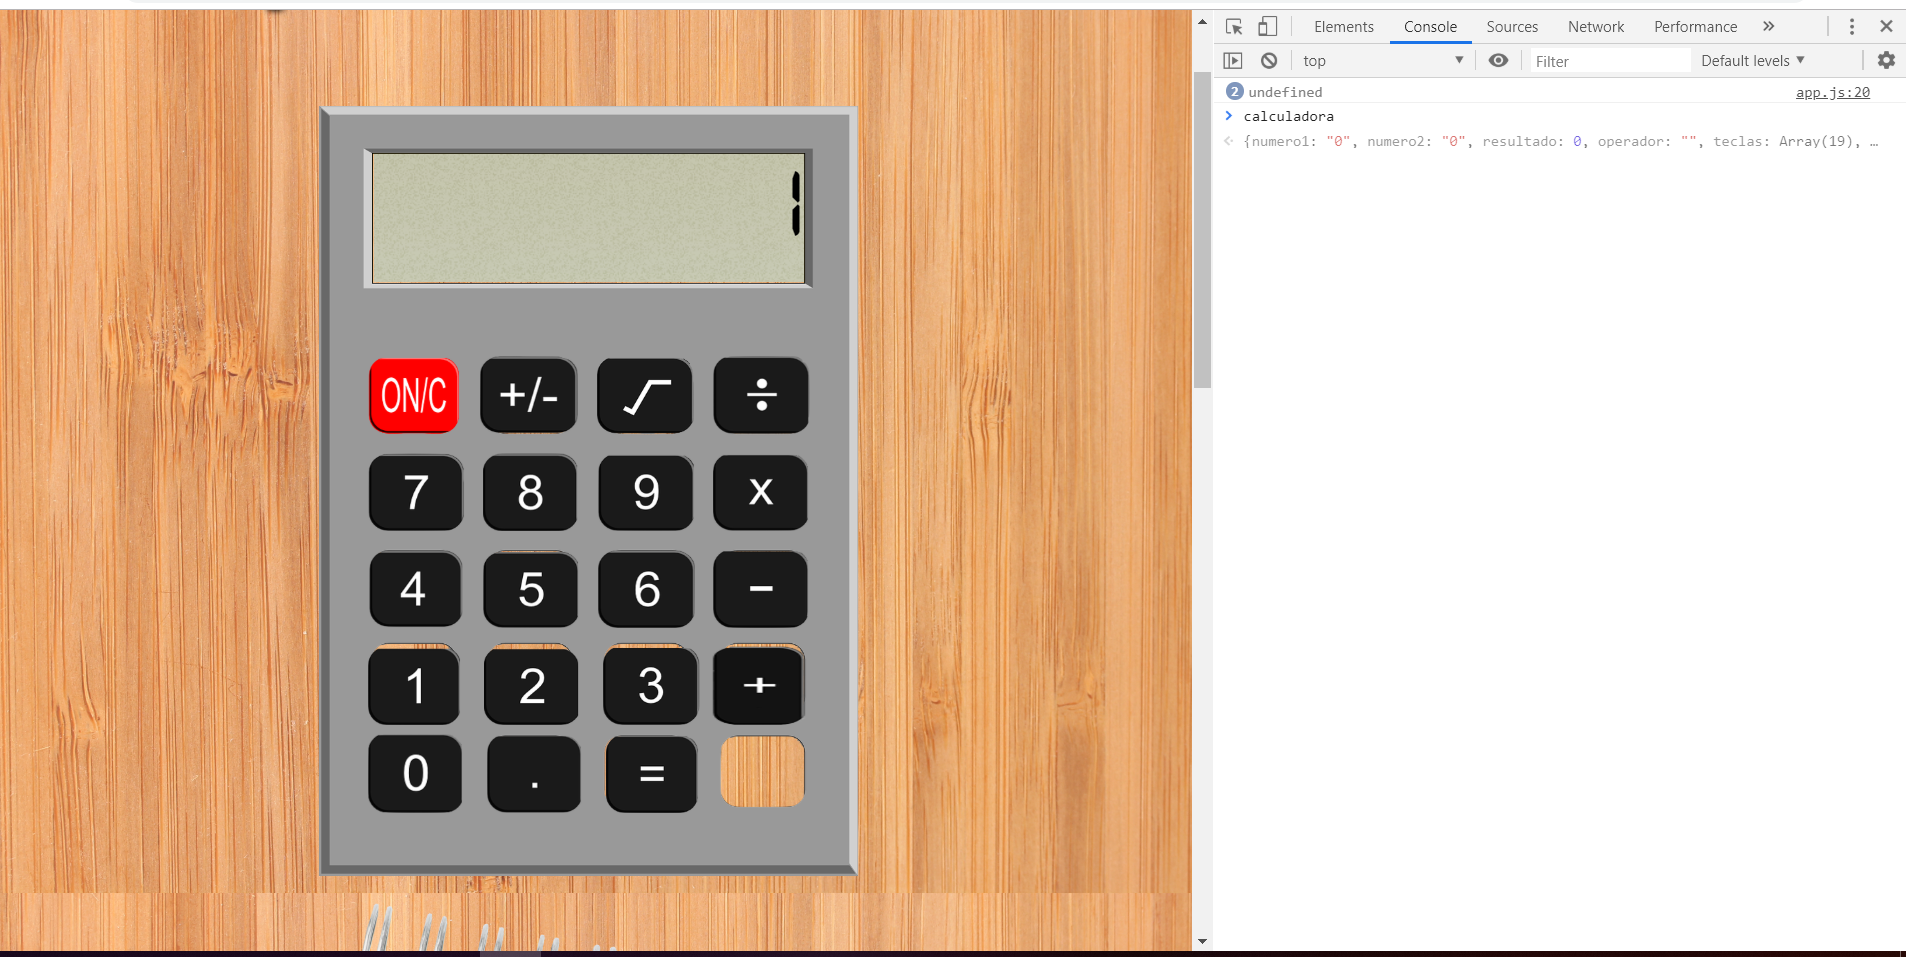 1
ON/C +/- √ ÷
7 8 9 x
4 5 6 -
1 2 3 +
0 . =
Elements Console Sources Network Performance »
top ▼ Filter Default levels ▼
2 undefined app.js:20
> calculadora
{numero1: "0", numero2: "0", resultado: 0, operador: "", teclas: Array(19), …